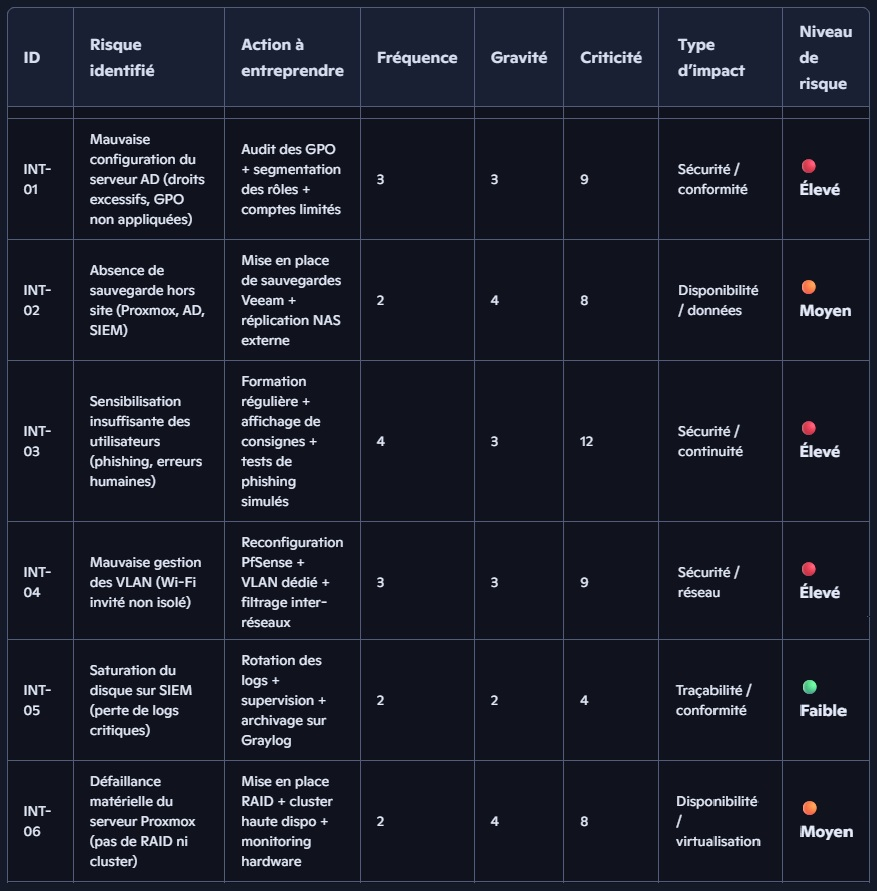 ID
Risque
identifié
Action à
entreprendre
Fréquence
Gravité
Criticité
Type
d’impact
Niveau
de
risque
INT-
01
Mauvaise
configuration du
serveur AD (droits
excessifs, GPO
non appliquées)
Audit des GPO
+ segmentation
des rôles +
comptes limités
3
3
9
Sécurité /
conformité
Élevé
INT-
02
Absence de
sauvegarde hors
site (Proxmox, AD,
SIEM)
Mise en place
de sauvegardes
Veeam +
réplication NAS
externe
2
4
8
Disponibilité
/ données
Moyen
INT-
03
Sensibilisation
insuffisante des
utilisateurs
(phishing, erreurs
humaines)
Formation
régulière +
affichage de
consignes +
tests de
phishing
simulés
4
3
12
Sécurité /
continuité
Élevé
INT-
04
Mauvaise gestion
des VLAN (Wi-Fi
invité non isolé)
Reconfiguration
PfSense +
VLAN dédié +
filtrage inter-
réseaux
3
3
9
Sécurité /
réseau
Élevé
INT-
05
Saturation du
disque sur SIEM
(perte de logs
critiques)
Rotation des
logs +
supervision +
archivage sur
Graylog
2
2
4
Traçabilité /
conformité
Faible
INT-
06
Défaillance
matérielle du
serveur Proxmox
(pas de RAID ni
cluster)
Mise en place
RAID + cluster
haute dispo +
monitoring
hardware
2
4
8
Disponibilité
/
virtualisation
Moyen